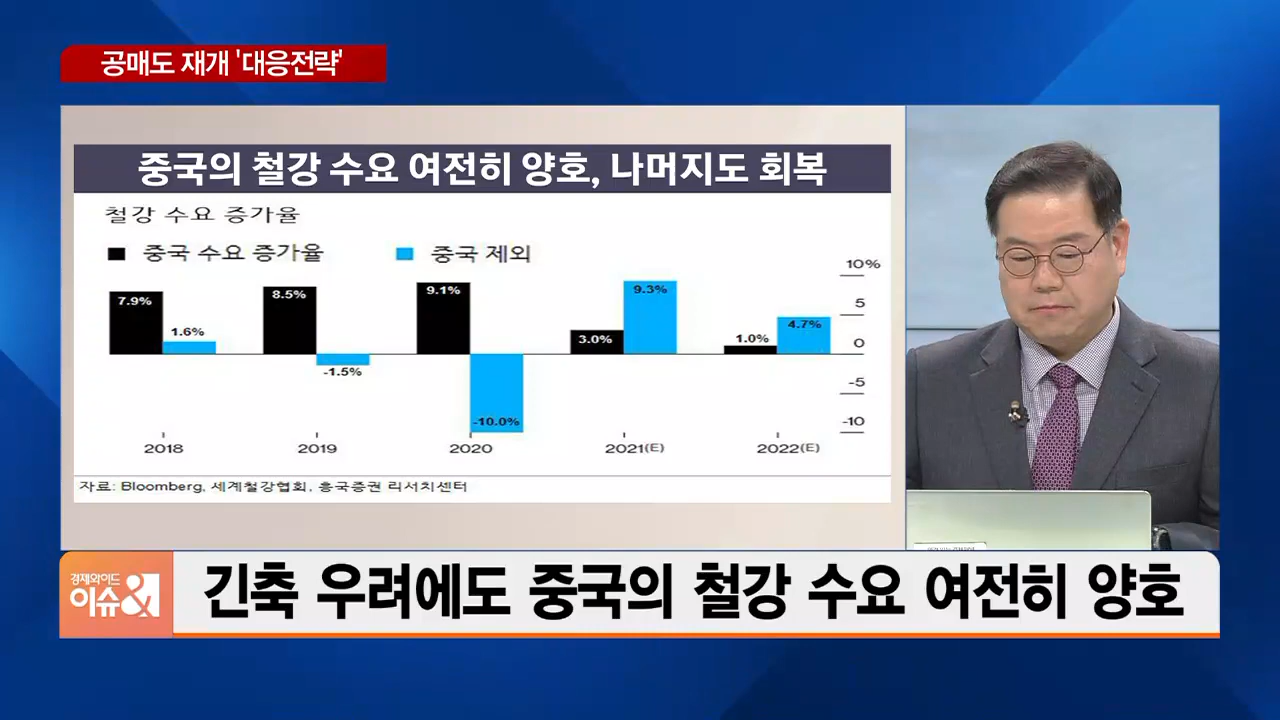 공매도 재개 '대응전략'
중국의 철강 수요 여전히 양호, 나머지도 회복
철강 수요 증가율
중국 수요 증가율 중국 제외
10%
5
0
-5
-10
7.9% 1.6%
8.5% -1.5%
9.1% -10.0%
3.0% 9.3%
1.0% 4.7%
2018 2019 2020 2021(E) 2022(E)
자료: Bloomberg, 세계철강협회, 흥국증권 리서치센터
경제와이드
이슈&
긴축 우려에도 중국의 철강 수요 여전히 양호